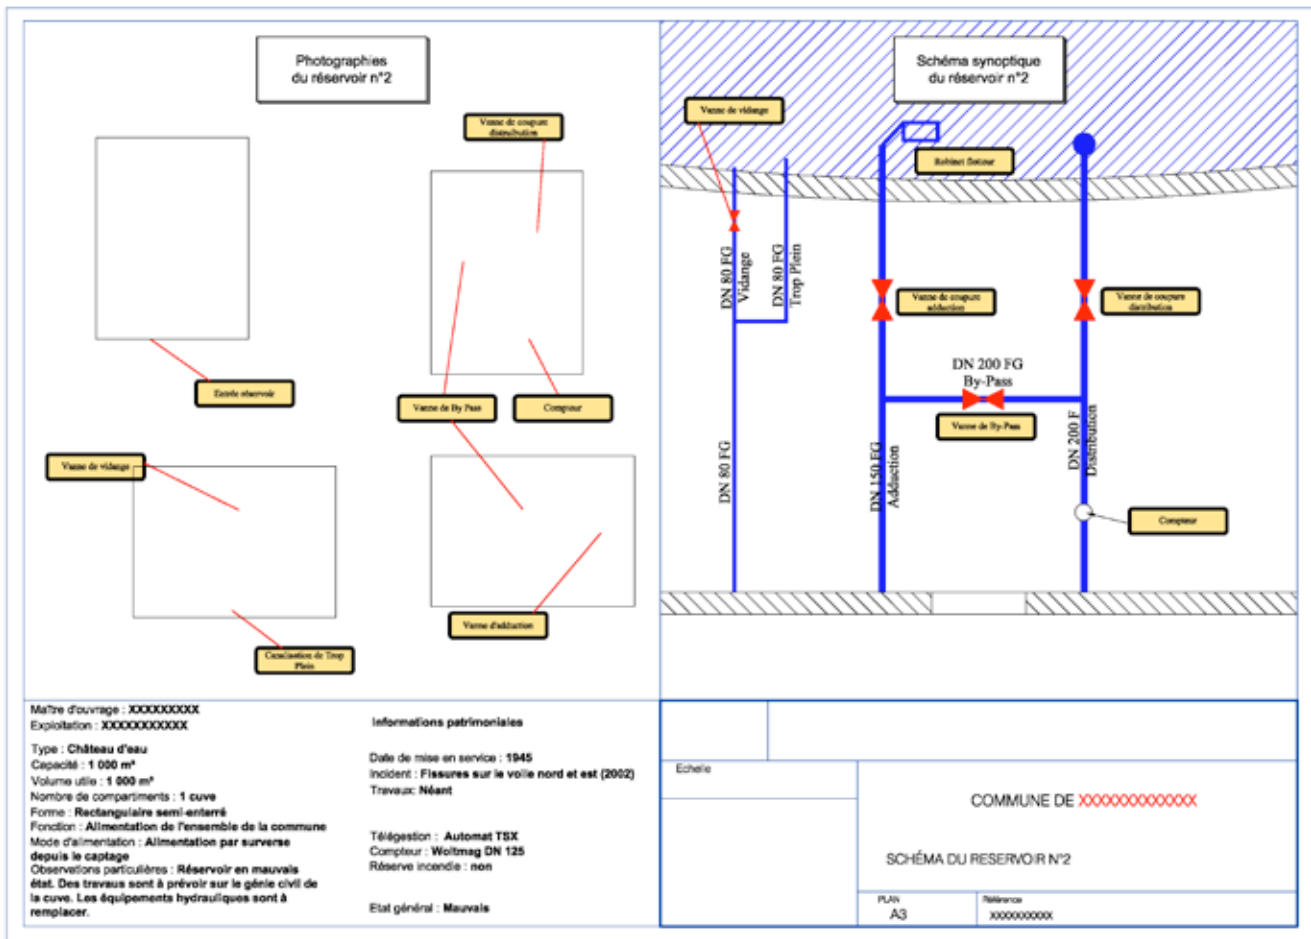 Photographies
du réservoir n°2
Vanne de coupure
distribution
Entrée réservoir
Vanne de By Pass
Compteur
Vanne de vidange
Vanne d'adduction
Canalisation de Trop
Plein
Schéma synoptique
du réservoir n°2
Vanne de vidange
Robinet flotteur
DN 80 FG
Vidange
DN 80 FG
Trop Plein
Vanne de coupure
adduction
Vanne de coupure
distribution
DN 200 FG
By-Pass
Vanne de By-Pass
DN 80 FG
DN 150 FG
Adduction
DN 200 F
Distribution
Compteur
Maître d'ouvrage : XXXXXXXXX
Exploitation : XXXXXXXXXXX
Type : Château d'eau
Capacité : 1 000 m³
Volume utile : 1 000 m³
Nombre de compartiments : 1 cuve
Forme : Rectangulaire semi-enterré
Fonction : Alimentation de l'ensemble de la commune
Mode d'alimentation : Alimentation par surverse
depuis le captage
Observations particulières : Réservoir en mauvais
état. Des travaus sont à prévoir sur le génie civil de
la cuve. Les équipements hydrauliques sont à
remplacer.
Informations patrimoniales
Date de mise en service : 1945
Incident : Fissures sur le voile nord et est (2002)
Travaux: Néant
Télégestion : Automat TSX
Compteur : Woltmag DN 125
Réserve incendie : non
Etat général : Mauvais
Echelle
COMMUNE DE XXXXXXXXXXXXX
SCHÉMA DU RESERVOIR N°2
PLAN
A3
Référence
XXXXXXXXXX